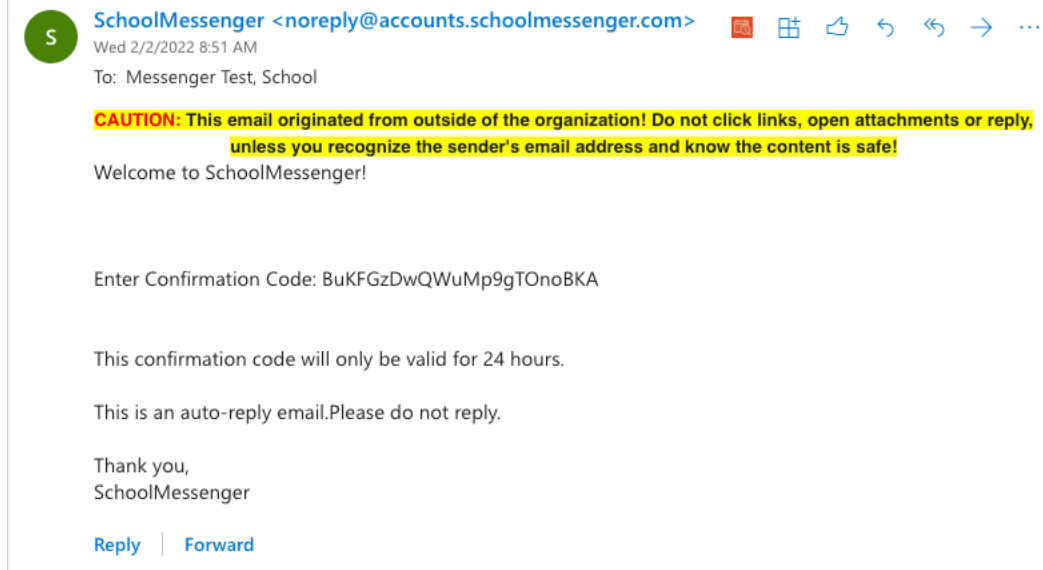 S
SchoolMessenger <noreply@accounts.schoolmessenger.com>
Wed 2/2/2022 8:51 AM
To: Messenger Test, School
CAUTION: This email originated from outside of the organization! Do not click links, open attachments or reply,
unless you recognize the sender's email address and know the content is safe!
Welcome to SchoolMessenger!
Enter Confirmation Code: BuKFGzDwQWuMp9gTOnoBKA
This confirmation code will only be valid for 24 hours.
This is an auto-reply email.Please do not reply.
Thank you,
SchoolMessenger
Reply Forward